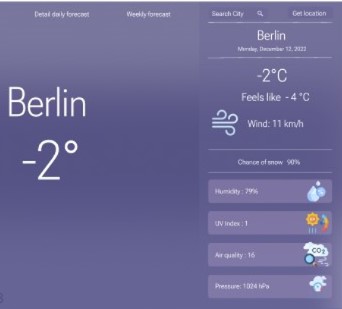 Detail daily forecast
Weekly forecast
Search City
Get location
Berlin
-2°
Berlin
Monday, December 12, 2022
-2°C
Feels like - 4 °C
Wind: 11 km/h
Chance of snow 90%
Humidity : 79%
UV Index : 1
Air quality : 16
CO2
Pressure: 1024 hPa